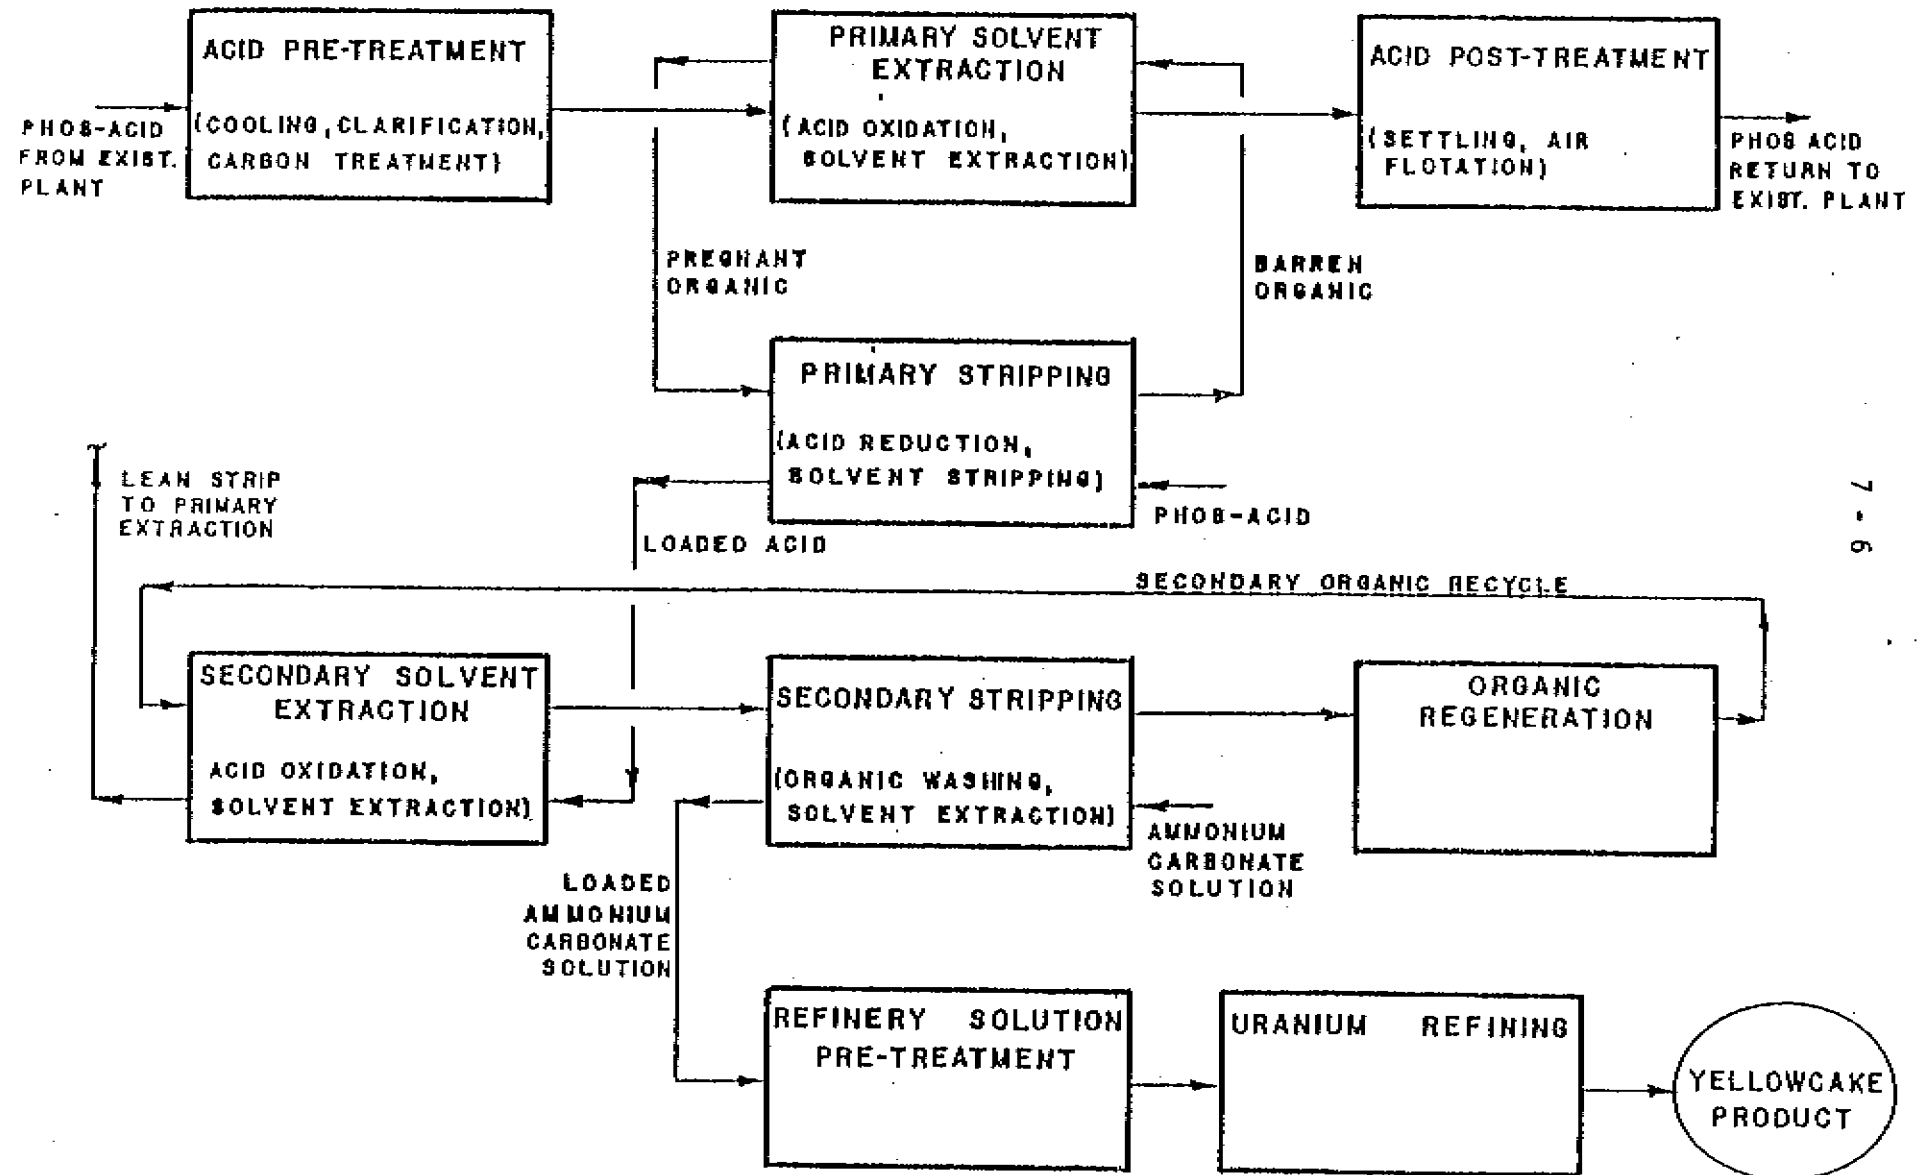 ACID PRE-TREATMENT
(COOLING, CLARIFICATION,
CARBON TREATMENT)
PHOS-ACID
FROM EXIST.
PLANT
PRIMARY SOLVENT
EXTRACTION
(ACID OXIDATION,
SOLVENT EXTRACTION)
ACID POST-TREATMENT
(SETTLING, AIR
FLOTATION)
PHOS ACID
RETURN TO
EXIST. PLANT
PREGNANT
ORGANIC
BARREN
ORGANIC
PRIMARY STRIPPING
(ACID REDUCTION,
SOLVENT STRIPPING)
PHOS-ACID
LEAN STRIP
TO PRIMARY
EXTRACTION
LOADED ACID
7 - 6
SECONDARY ORGANIC RECYCLE
SECONDARY SOLVENT
EXTRACTION
ACID OXIDATION,
SOLVENT EXTRACTION)
SECONDARY STRIPPING
(ORGANIC WASHING,
SOLVENT EXTRACTION)
ORGANIC
REGENERATION
AMMONIUM
CARBONATE
SOLUTION
LOADED
AMMONIUM
CARBONATE
SOLUTION
REFINERY SOLUTION
PRE-TREATMENT
URANIUM REFINING
YELLOWCAKE
PRODUCT